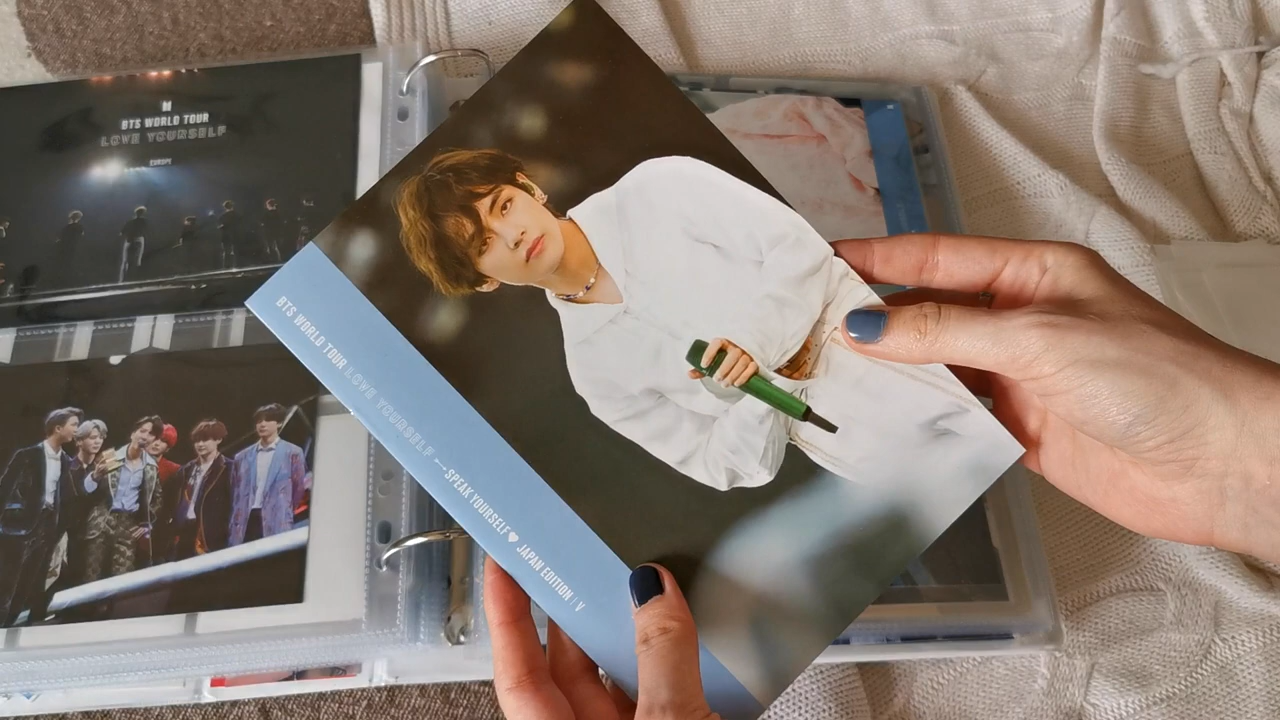 BTS WORLD TOUR
LOVE YOURSELF
EUROPE
BTS WORLD TOUR LOVE YOURSELF SPEAK YOURSELF JAPAN EDITION | V